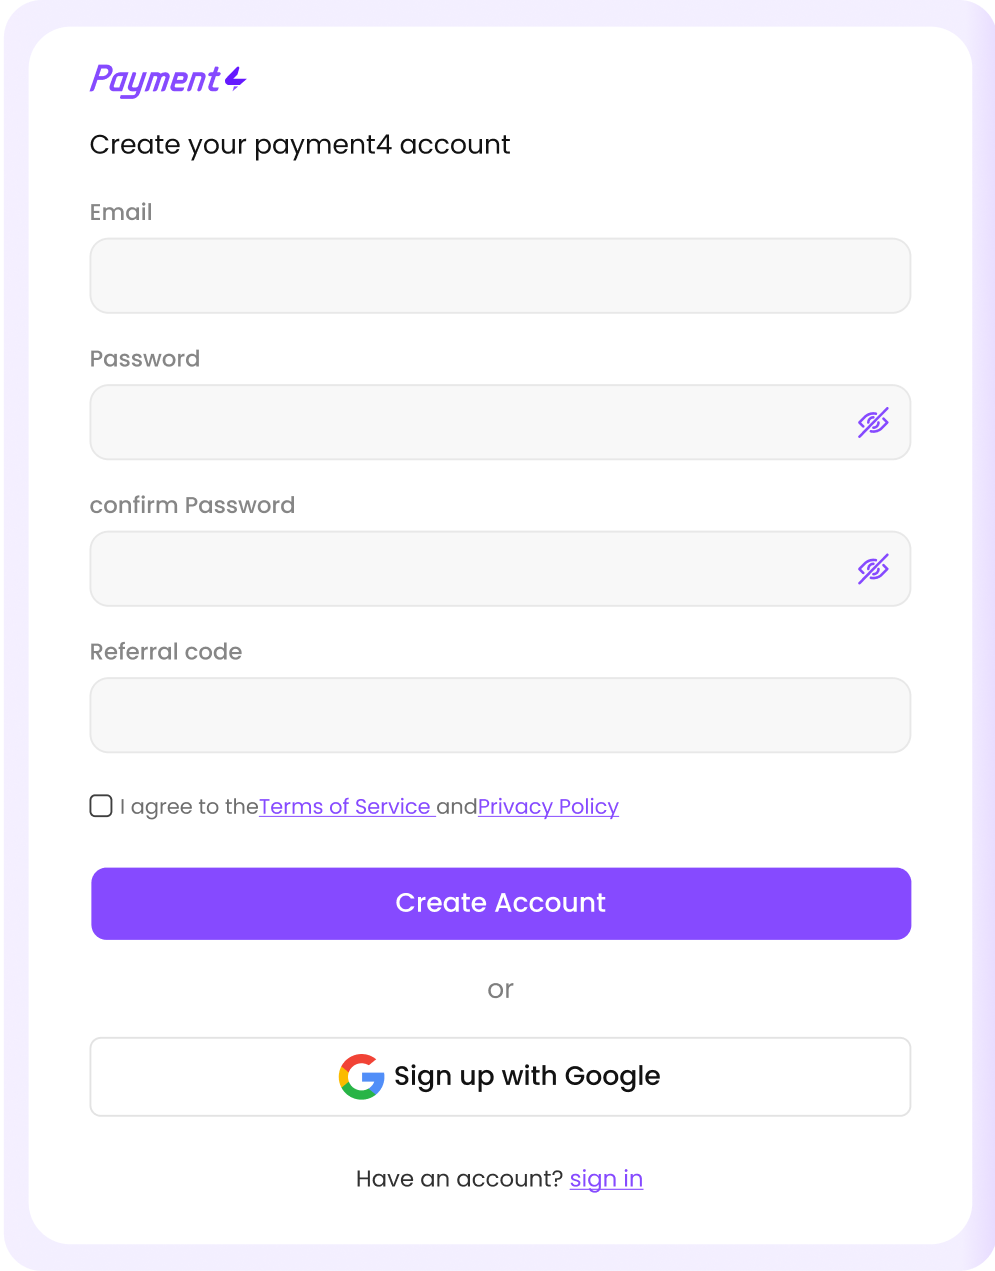 Payment4
Create your payment4 account
Email
Password
confirm Password
Referral code
I agree to theTerms of Service andPrivacy Policy
Create Account
or
Sign up with Google
Have an account? sign in